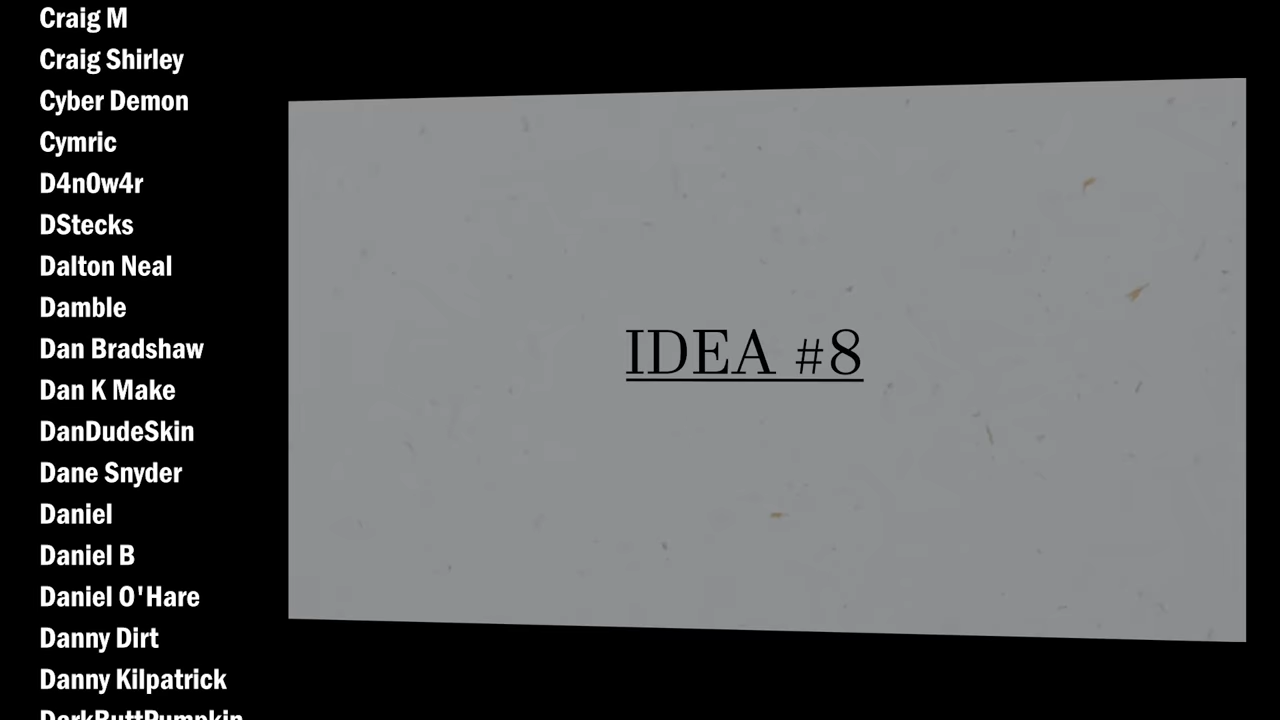 Craig M
Craig Shirley
Cyber Demon
Cymric
D4n0w4r
DStecks
Dalton Neal
Damble
Dan Bradshaw
Dan K Make
DanDudeSkin
Dane Snyder
Daniel
Daniel B
Daniel O'Hare
Danny Dirt
Danny Kilpatrick
DarkButtPumpkin
IDEA #8